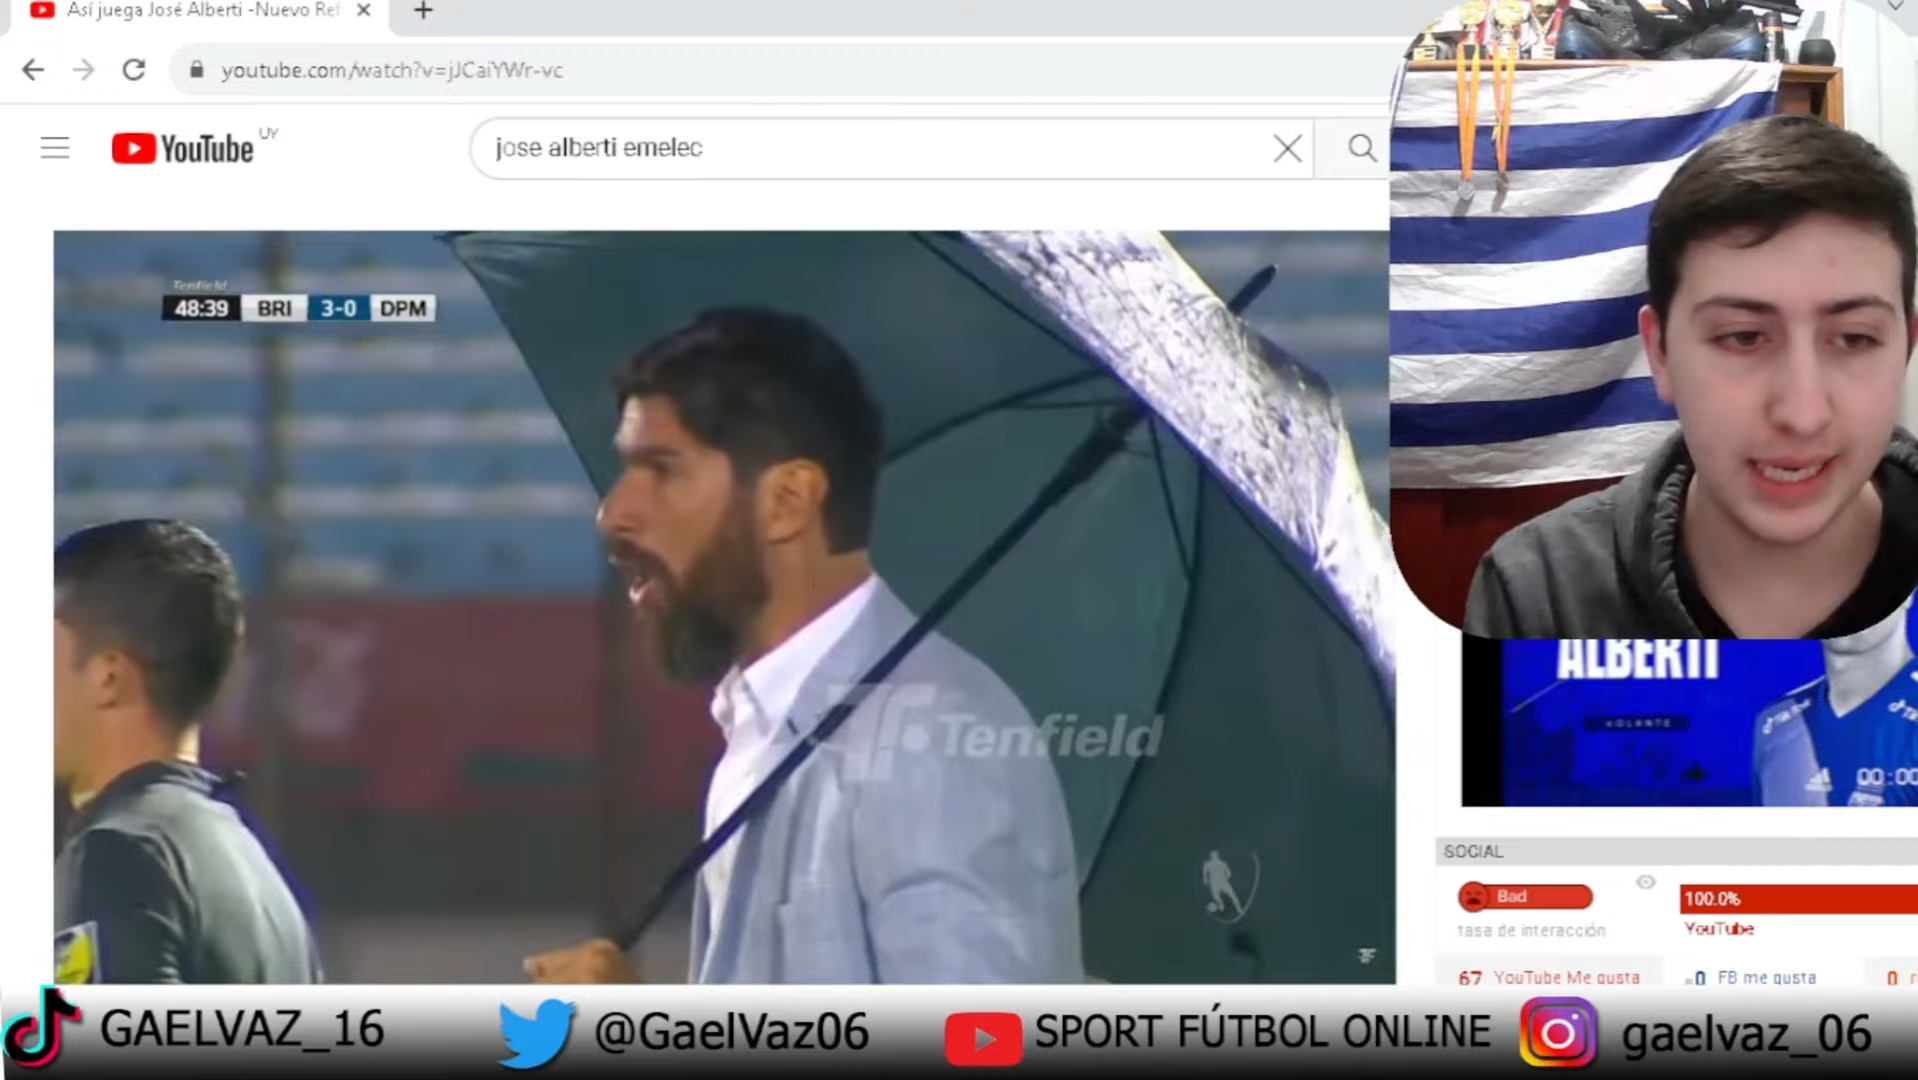 Así juega José Alberti -Nuevo Ref
youtube.com/watch?v=jJCaiYWr-vc
YouTube UY
jose alberti emelec
Tenfield
48:39 BRI 3-0 DPM
Tenfield
ALBERTI
VOLANTE
00:00
SOCIAL
Bad
100.0%
tasa de interacción
YouTube
67 YouTube Me gusta
0 FB me gusta
0
GAELVAZ_16
@GaelVaz06
SPORT FÚTBOL ONLINE
gaelvaz_06